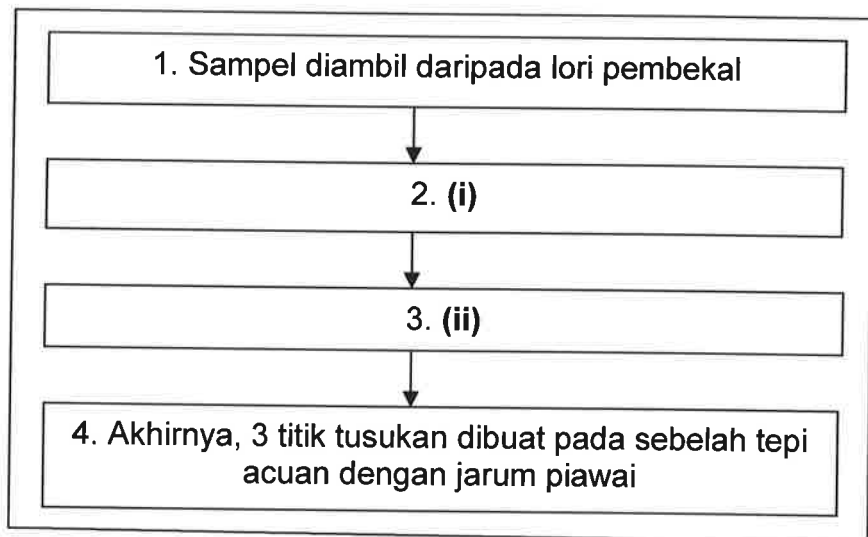 1. Sampel diambil daripada lori pembekal
2. (i)
3. (ii)
4. Akhirnya, 3 titik tusukan dibuat pada sebelah tepi
acuan dengan jarum piawai